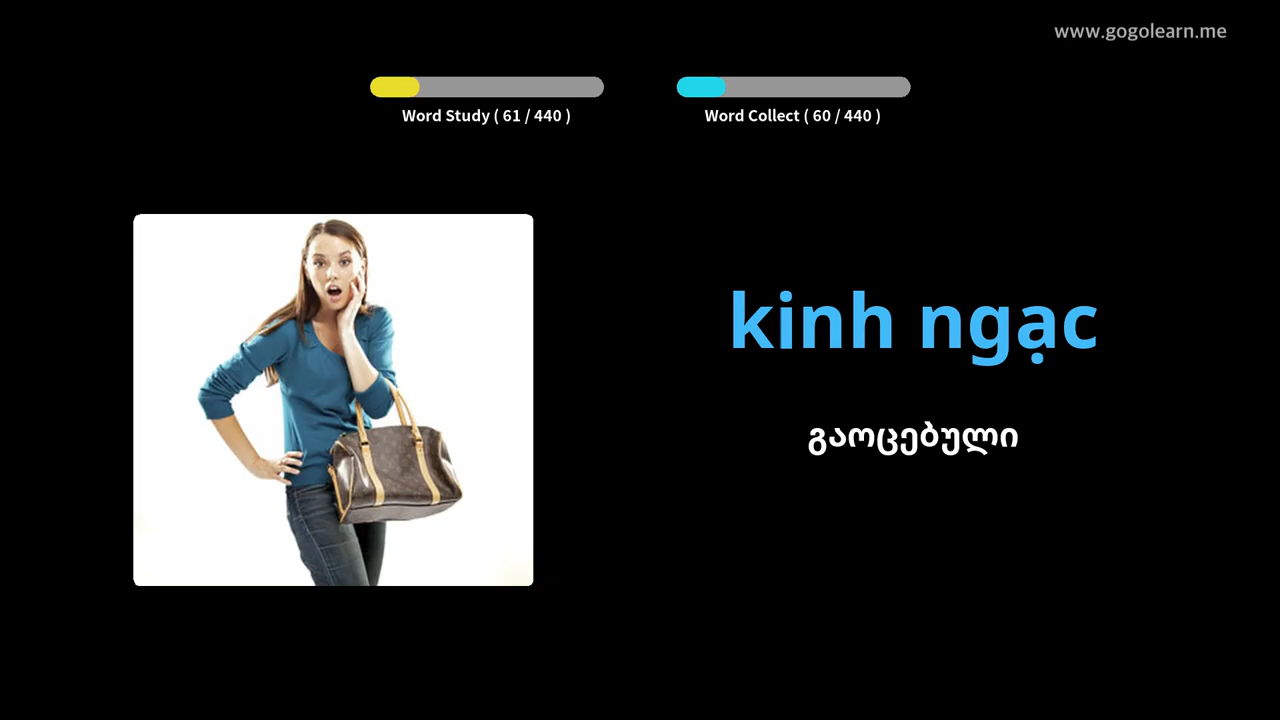 www.gogolearn.me
Word Study ( 61 / 440 )
Word Collect ( 60 / 440 )
kinh ngạc
გაოცებული